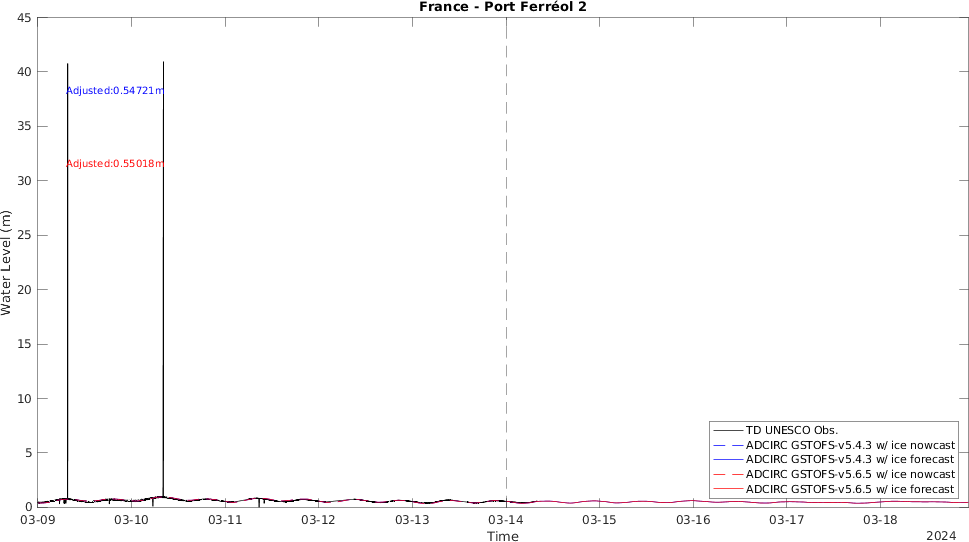 France - Port Ferréol 2
45
40
35
30
25
20
15
10
5
0
Water Level (m)
Adjusted:0.54721m
Adjusted:0.55018m
TD UNESCO Obs.
ADCIRC GSTOFS-v5.4.3 w/ ice nowcast
ADCIRC GSTOFS-v5.4.3 w/ ice forecast
ADCIRC GSTOFS-v5.6.5 w/ ice nowcast
ADCIRC GSTOFS-v5.6.5 w/ ice forecast
03-09 03-10 03-11 03-12 03-13 03-14 03-15 03-16 03-17 03-18
Time
2024